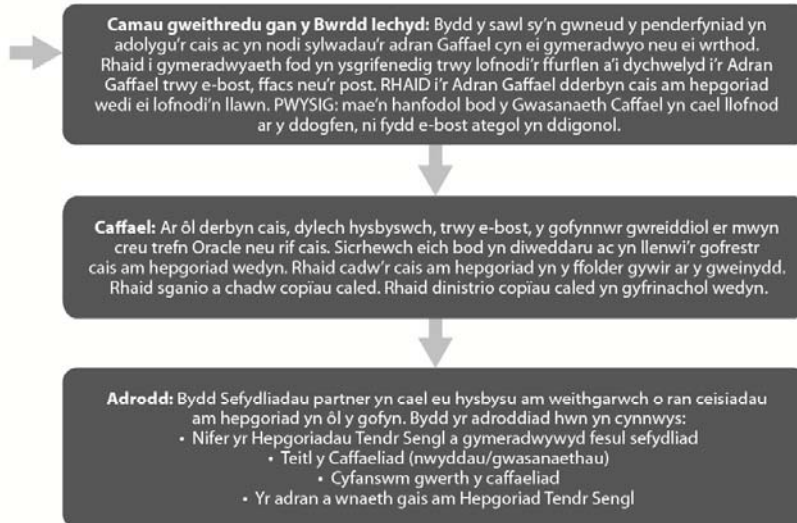 Camau gweithredu gan y Bwrdd Iechyd: Bydd y sawl sy'n gwneud y penderfyniad yn
adolygu'r cais ac yn nodi sylwadau'r adran Gaffael cyn ei gymeradwyo neu ei wrthod.
Rhaid i gymeradwyaeth fod yn ysgrifenedig trwy lofnodi'r ffurflen a'i dychwelyd i'r Adran
Gaffael trwy e-bost, ffacs neu'r post. RHAID i'r Adran Gaffael dderbyn cais am hepgoriad
wedi ei lofnodi'n llawn. PWYSIG: mae'n hanfodol bod y Gwasanaeth Caffael yn cael llofnod
ar y ddogfen, ni fydd e-bost ategol yn ddigonol.
Caffael: Ar ôl derbyn cais, dylech hysbyswch, trwy e-bost, y gofynnwr gwreiddiol er mwyn
creu trefn Oracle neu rif cais. Sicrhewch eich bod yn diweddaru ac yn llenwi'r gofrestr
cais am hepgoriad wedyn. Rhaid cadw'r cais am hepgoriad yn y ffolder gywir ar y gweinydd.
Rhaid sganio a chadw copïau caled. Rhaid dinistrio copïau caled yn gyfrinachol wedyn.
Adrodd: Bydd Sefydliadau partner yn cael eu hysbysu am weithgarwch o ran ceisiadau
am hepgoriad yn ôl y gofyn. Bydd yr adroddiad hwn yn cynnwys:
• Nifer yr Hepgoriadau Tendr Sengl a gymeradwywyd fesul sefydliad
• Teitl y Caffaeliad (nwyddau/gwasanaethau)
• Cyfanswm gwerth y caffaeliad
• Yr adran a wnaeth gais am Hepgoriad Tendr Sengl